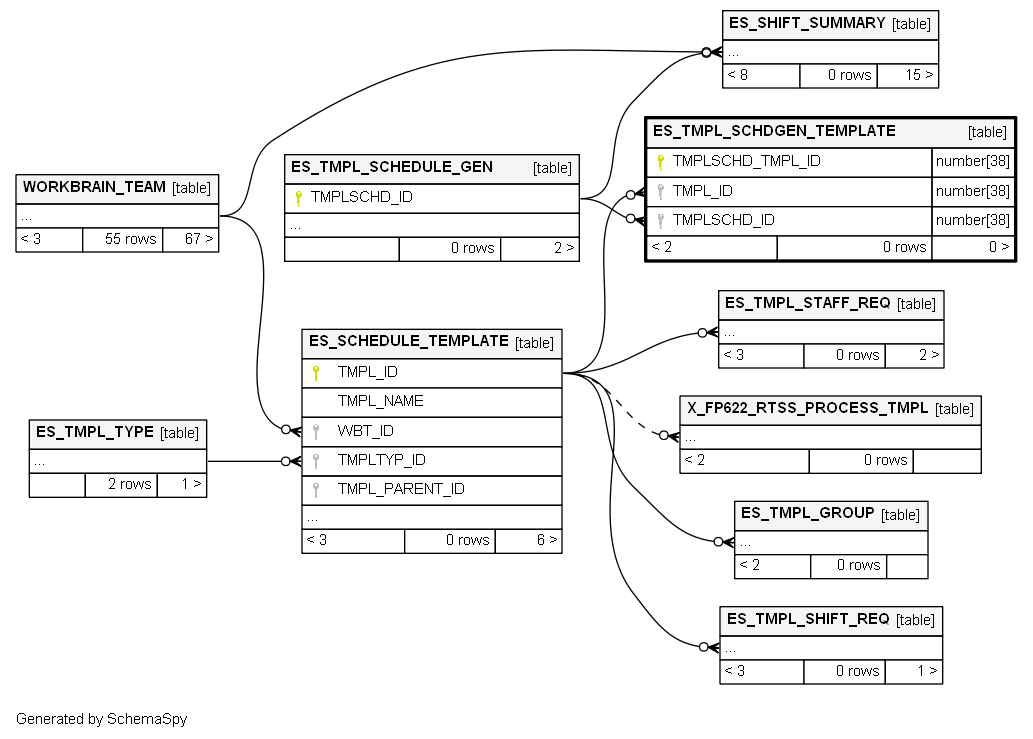 ES_SHIFT_SUMMARY [table]
...
< 8 0 rows 15 >
ES_TMPL_SCHDGEN_TEMPLATE [table]
TMPLSCHD_TMPL_ID number[38]
TMPL_ID number[38]
TMPLSCHD_ID number[38]
< 2 0 rows 0 >
ES_TMPL_SCHEDULE_GEN [table]
TMPLSCHD_ID
...
0 rows 2 >
WORKBRAIN_TEAM [table]
...
< 3 55 rows 67 >
ES_TMPL_STAFF_REQ [table]
...
< 3 0 rows 2 >
ES_SCHEDULE_TEMPLATE [table]
TMPL_ID
TMPL_NAME
WBT_ID
TMPLTYP_ID
TMPL_PARENT_ID
...
< 3 0 rows 6 >
ES_TMPL_TYPE [table]
...
2 rows 1 >
X_FP622_RTSS_PROCESS_TMPL [table]
...
< 2 0 rows
ES_TMPL_GROUP [table]
...
< 2 0 rows
ES_TMPL_SHIFT_REQ [table]
...
< 3 0 rows 1 >
Generated by SchemaSpy